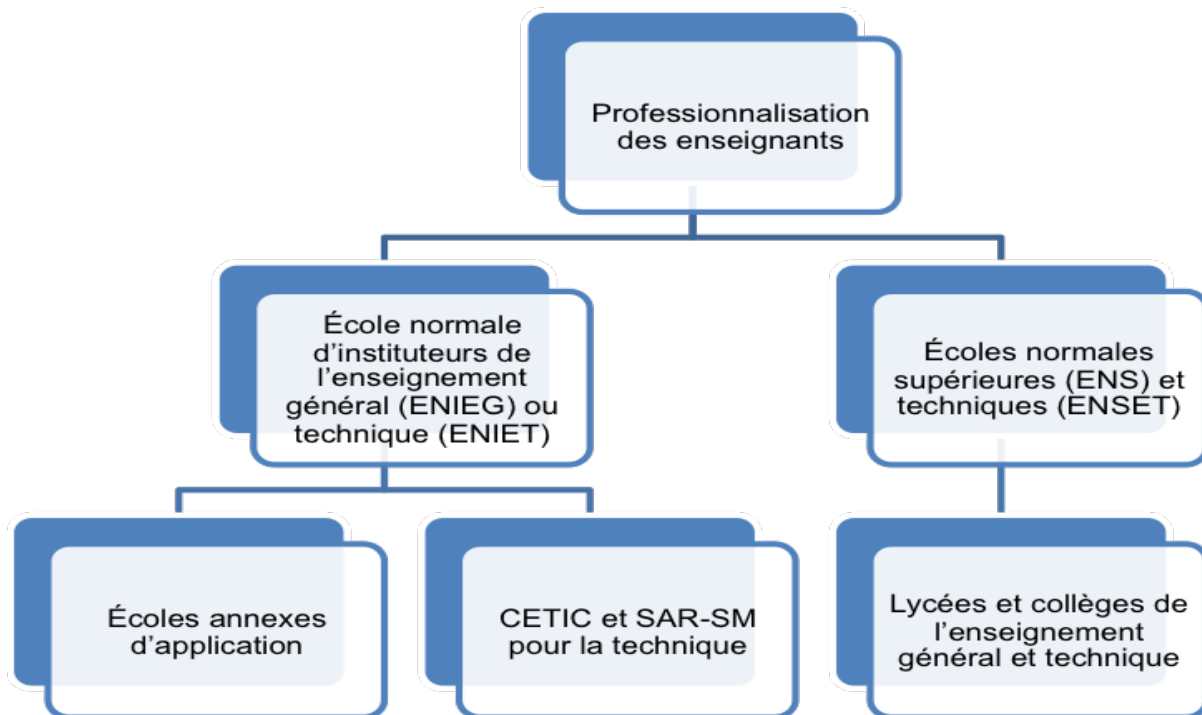 Professionnalisation
des enseignants
École normale
d’instituteurs de
l’enseignement
général (ENIEG) ou
technique (ENIET)
Écoles normales
supérieures (ENS) et
techniques (ENSET)
Écoles annexes
d’application
CETIC et SAR-SM
pour la technique
Lycées et collèges de
l’enseignement
général et technique